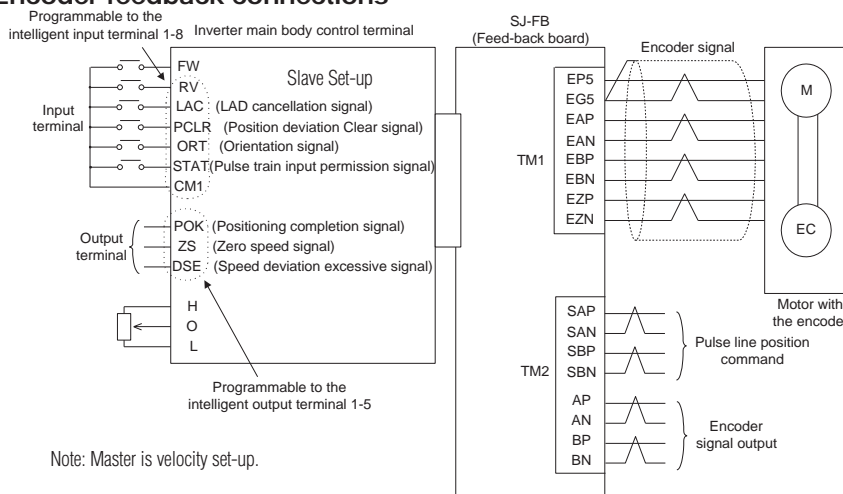 Encoder feedback connections
Programmable to the
intelligent input terminal 1-8
Inverter main body control terminal
SJ-FB
(Feed-back board)
Encoder signal
Slave Set-up
Input
terminal
FW
RV
LAC (LAD cancellation signal)
PCLR (Position deviation Clear signal)
ORT (Orientation signal)
STAT(Pulse train input permission signal)
CM1
Output
terminal
POK (Positioning completion signal)
ZS (Zero speed signal)
DSE (Speed deviation excessive signal)
H
O
L
Programmable to the
intelligent output terminal 1-5
Note: Master is velocity set-up.
TM1
EP5
EG5
EAP
EAN
EBP
EBN
EZP
EZN
M
EC
Motor with
the encode
TM2
SAP
SAN
SBP
SBN
Pulse line position
command
AP
AN
BP
BN
Encoder
signal output